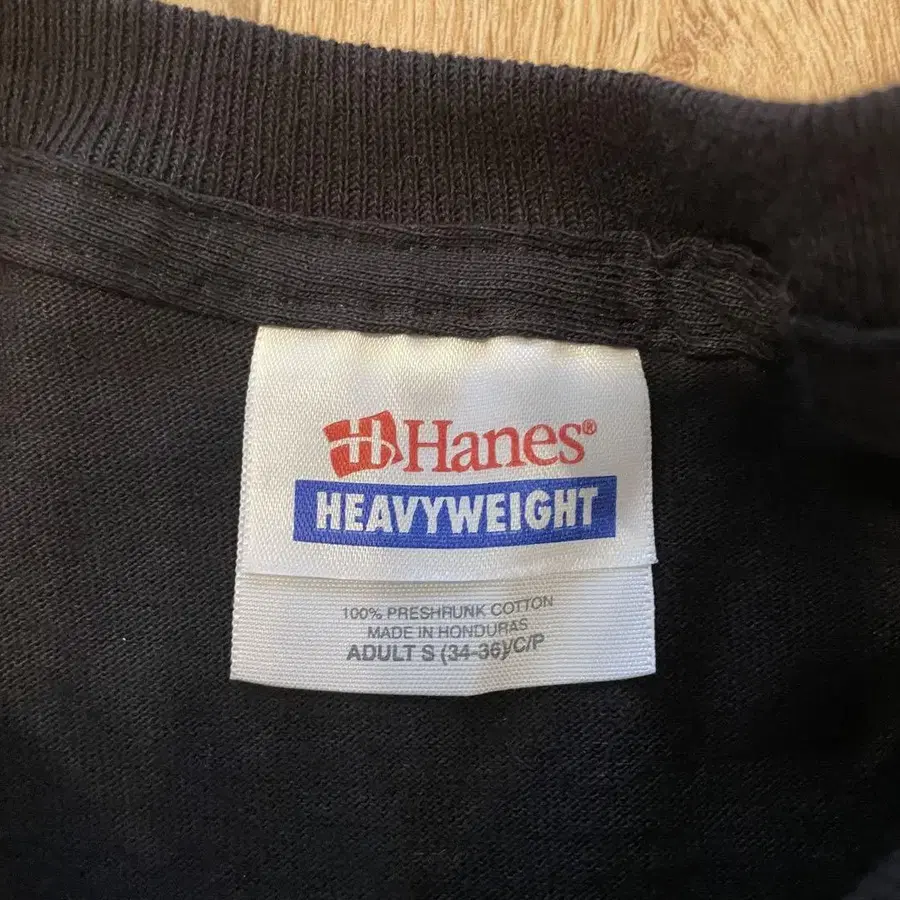 Hanes®
HEAVYWEIGHT
100% PRESHRUNK COTTON
MADE IN HONDURAS
ADULT S (34-36)/C/P